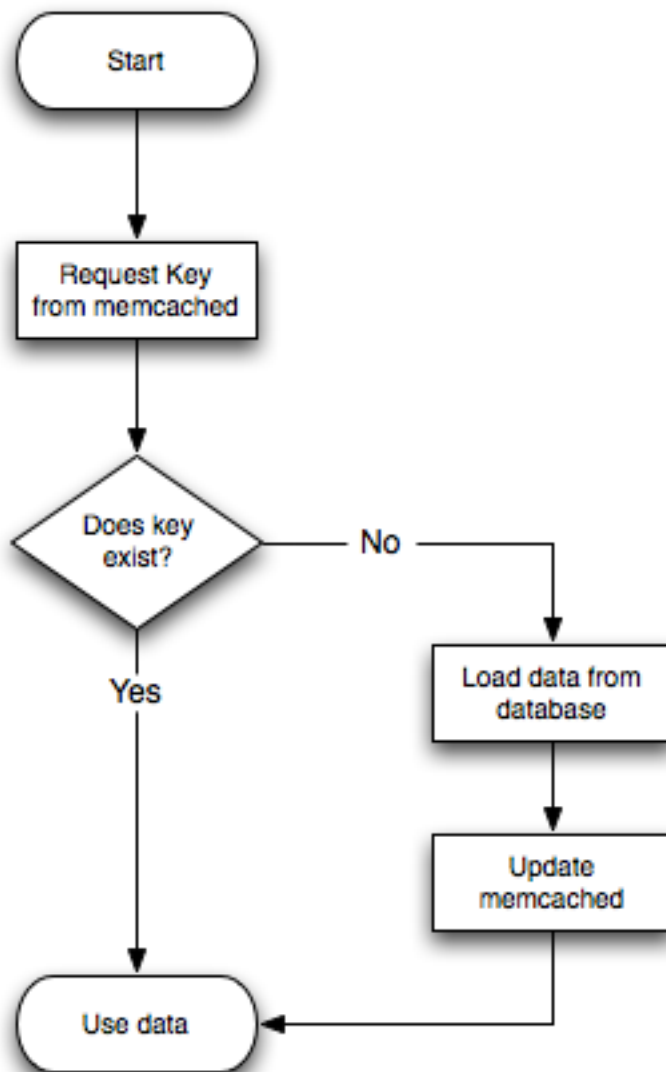 Start
Request Key
from memcached
Does key
exist?
No
Yes
Load data from
database
Update
memcached
Use data